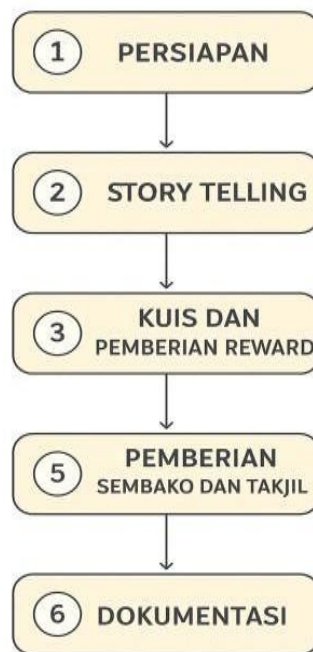 1 PERSIAPAN
2 STORY TELLING
3 KUIS DAN
PEMBERIAN REWARD
5 PEMBERIAN
SEMBAKO DAN TAKJIL
6 DOKUMENTASI